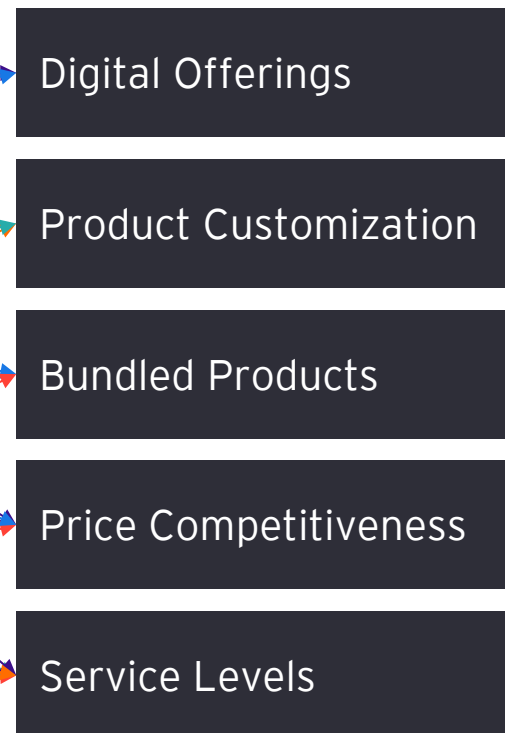 Digital Offerings
Product Customization
Bundled Products
Price Competitiveness
Service Levels